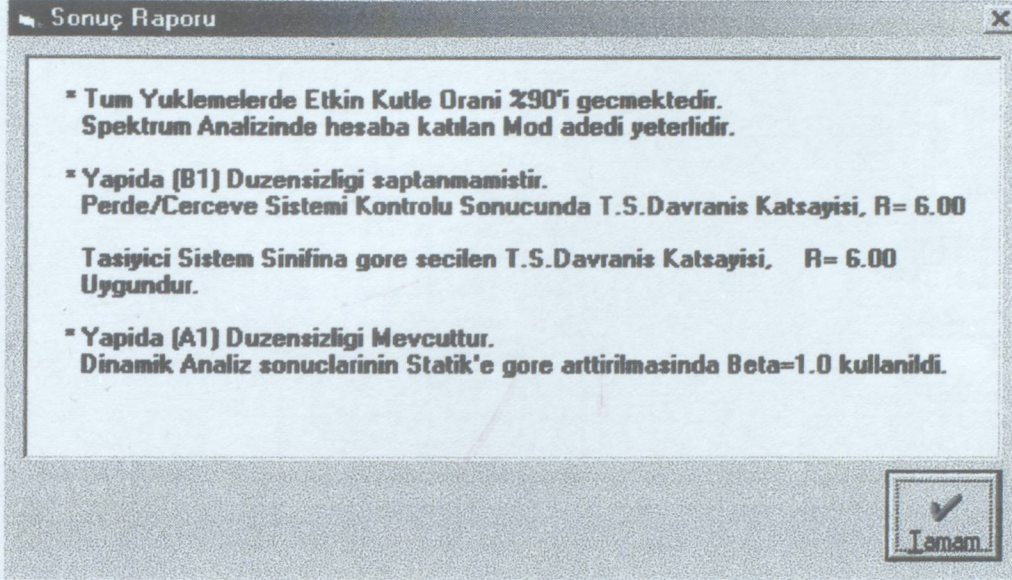 Sonuç Raporu
* Tum Yuklemelerde Etkin Kutle Orani %90'i gecmektedir.
Spektrum Analizinde hesaba katılan Mod adedi yeterlidir.
* Yapida (B1) Duzensizligi saptanmamistir.
Perde/Cerceve Sistemi Kontrolu Sonucunda T.S.Davranis Katsayisi, R= 6.00
Tasiyici Sistem Sinifina gore secilen T.S.Davranis Katsayisi, R= 6.00
Uygundur.
* Yapida (A1) Duzensizligi Mevcuttur.
Dinamik Analiz sonuclarinin Statik'e gore arttirilmasinda Beta=1.0 kullanildi.
Tamam